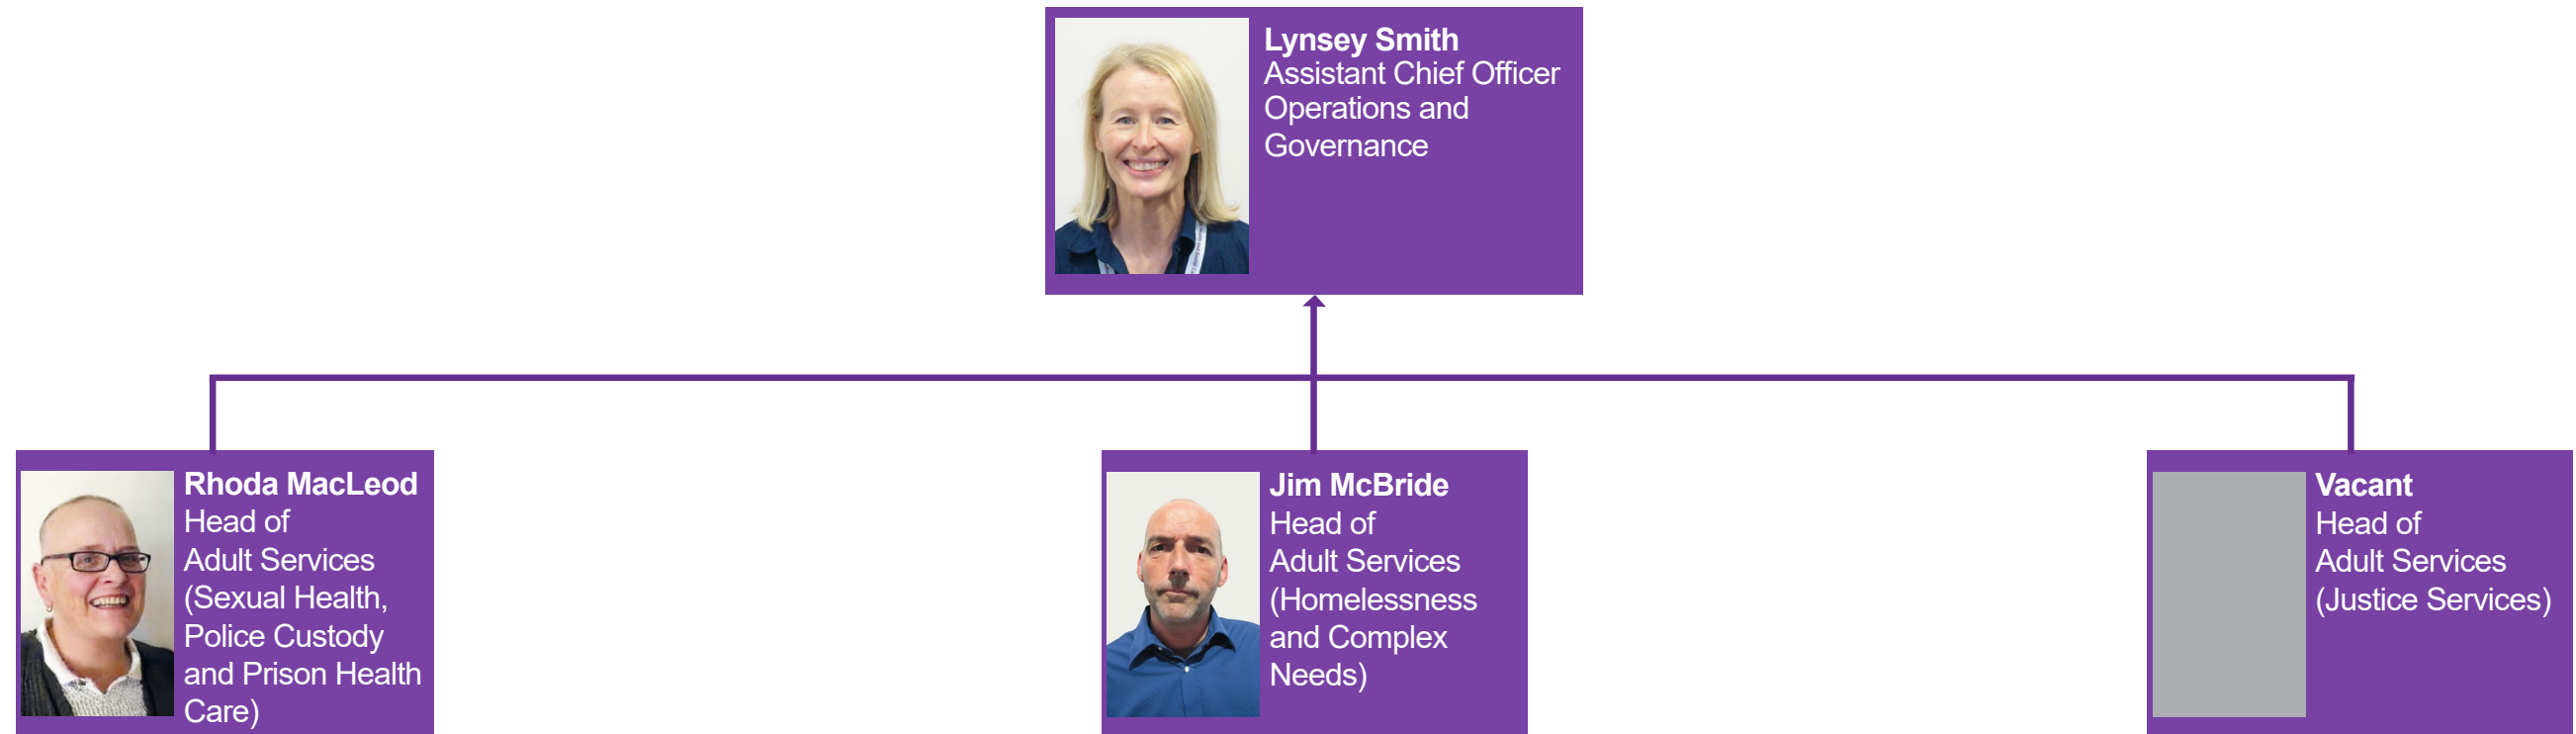 Lynsey Smith
Assistant Chief Officer
Operations and
Governance
Rhoda MacLeod
Head of
Adult Services
(Sexual Health,
Police Custody
and Prison Health
Care)
Jim McBride
Head of
Adult Services
(Homelessness
and Complex
Needs)
Vacant
Head of
Adult Services
(Justice Services)